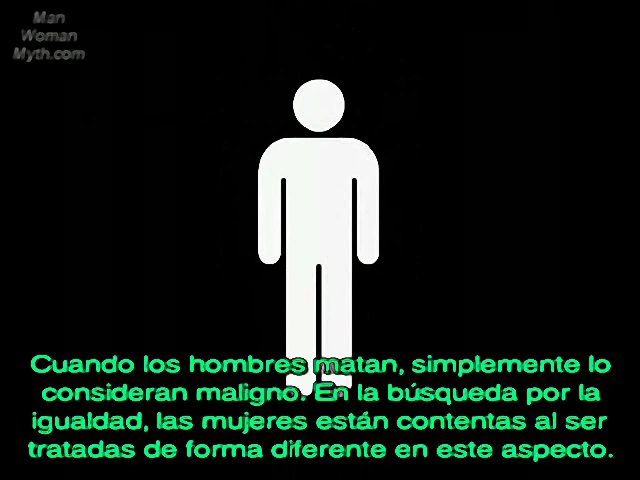 Man
Woman
Myth.com
Cuando los hombres matan, simplemente lo
consideran maligno. En la búsqueda por la
igualdad, las mujeres están contentas al ser
tratadas de forma diferente en este aspecto.